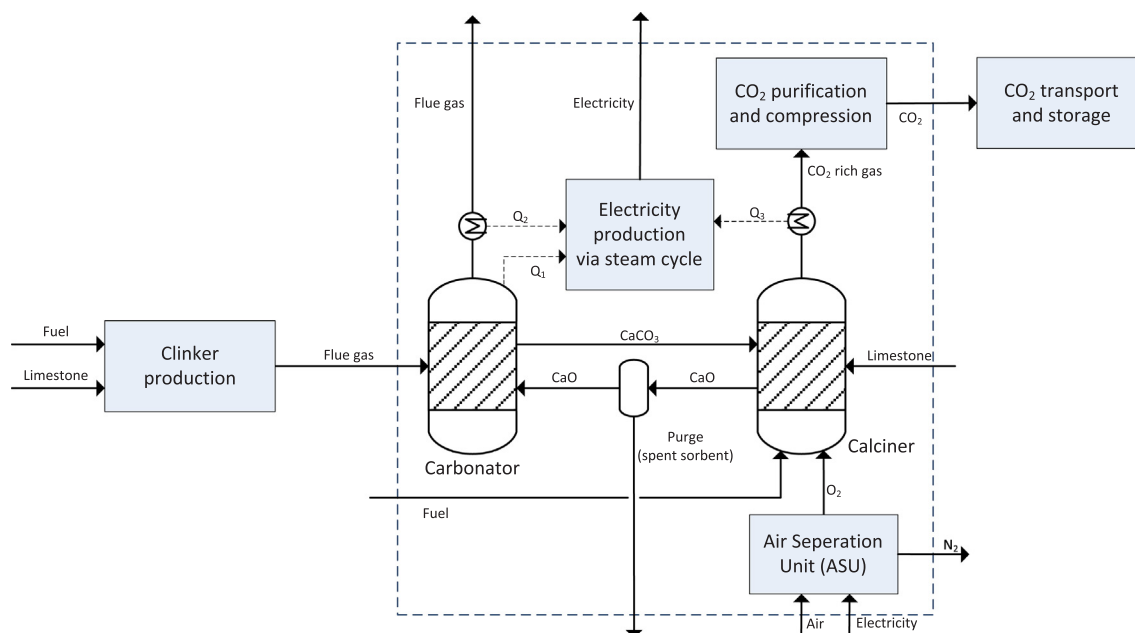 Flue gas
Electricity
CO₂ purification
and compression
CO₂
CO₂ transport
and storage
CO₂ rich gas
Q₂
Electricity
production
via steam cycle
Q₃
Q₁
Fuel
Limestone
Clinker
production
Flue gas
CaCO₃
CaO
CaO
Limestone
Carbonator
Purge
(spent sorbent)
Calciner
Fuel
O₂
Air Seperation
Unit (ASU)
N₂
Air
Electricity